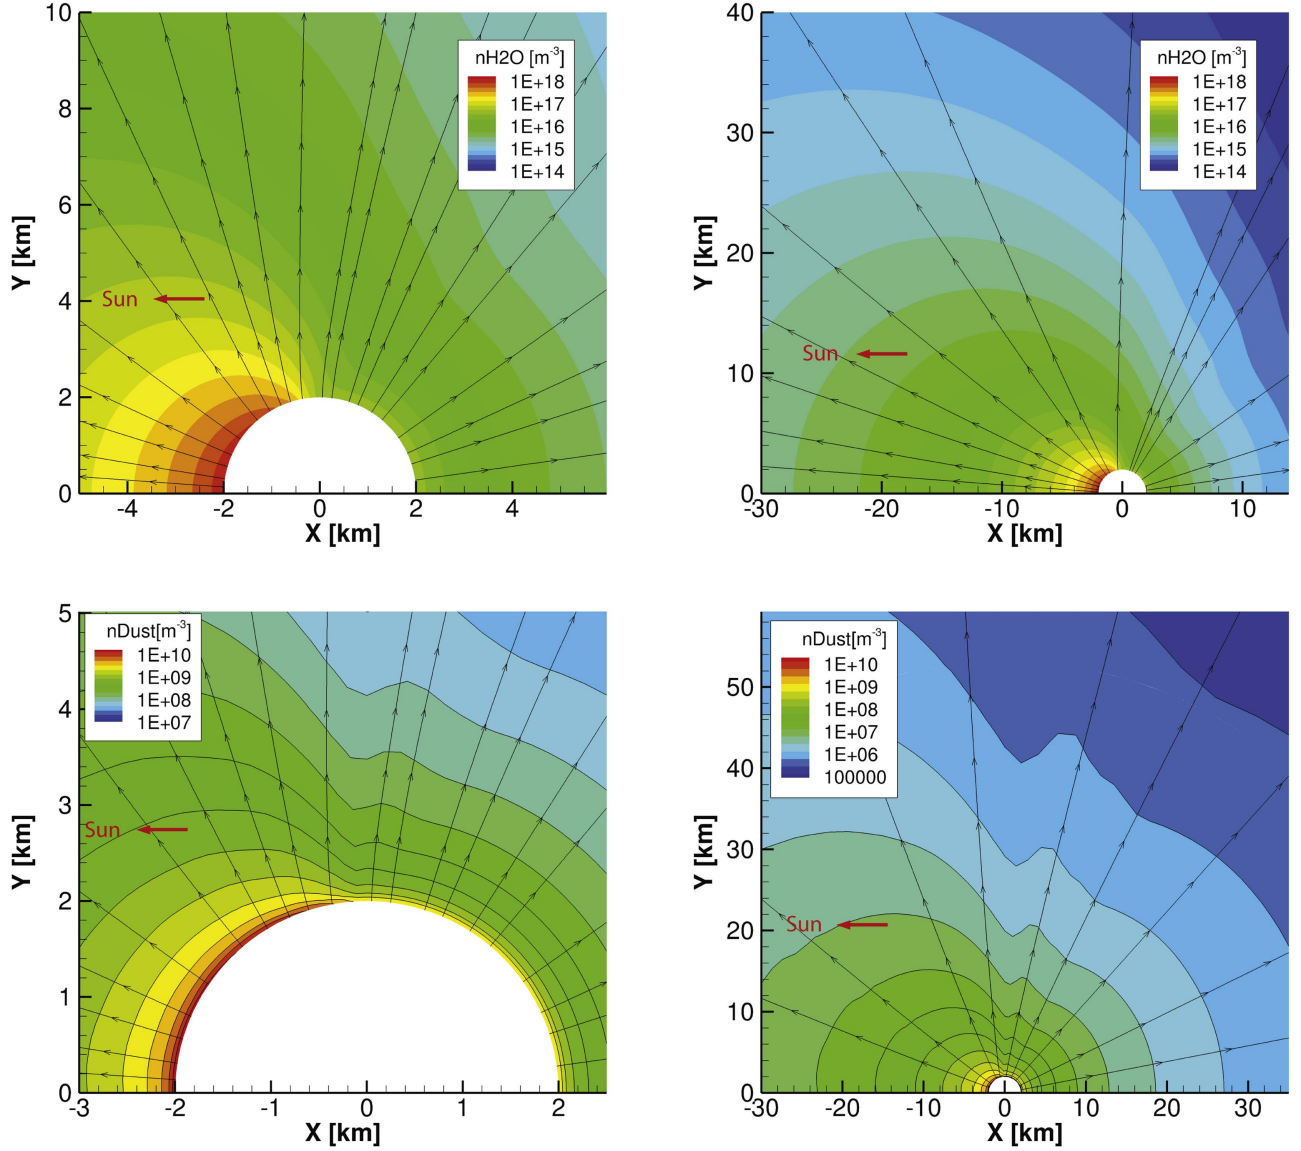 10
8
6
4
2
0
-4
-2
0
2
4
X [km]
Y [km]
nH2O [m-3]
1E+18
1E+17
1E+16
1E+15
1E+14
Sun
40
30
20
10
0
-30
-20
-10
0
10
X [km]
Y [km]
nH2O [m-3]
1E+18
1E+17
1E+16
1E+15
1E+14
Sun
5
4
3
2
1
0
-3
-2
-1
0
1
2
X [km]
Y [km]
nDust[m-3]
1E+10
1E+09
1E+08
1E+07
Sun
50
40
30
20
10
0
-30
-20
-10
0
10
20
30
X [km]
Y [km]
nDust[m-3]
1E+10
1E+09
1E+08
1E+07
1E+06
100000
Sun